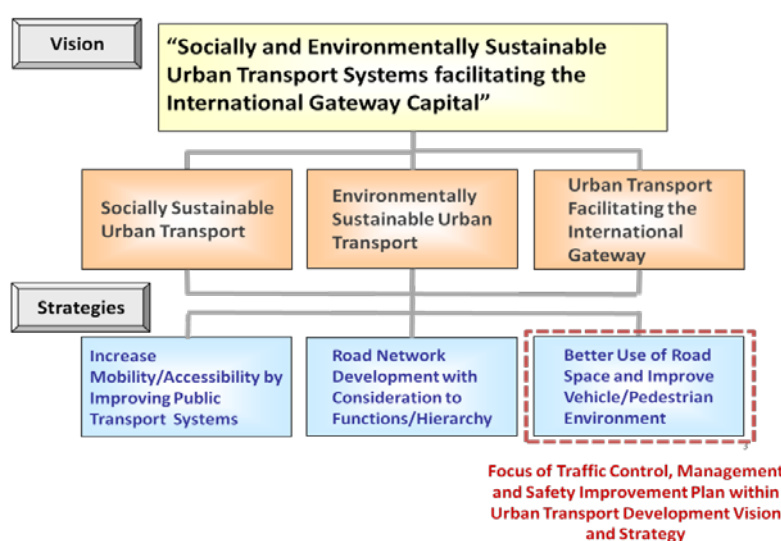 Vision
“Socially and Environmentally Sustainable
Urban Transport Systems facilitating the
International Gateway Capital”
Socially Sustainable
Urban Transport
Environmentally
Sustainable Urban
Transport
Urban Transport
Facilitating the
International
Gateway
Strategies
Increase
Mobility/Accessibility by
Improving Public
Transport Systems
Road Network
Development with
Consideration to
Functions/Hierarchy
Better Use of Road
Space and Improve
Vehicle/Pedestrian
Environment
3
Focus of Traffic Control, Management
and Safety Improvement Plan within
Urban Transport Development Vision
and Strategy